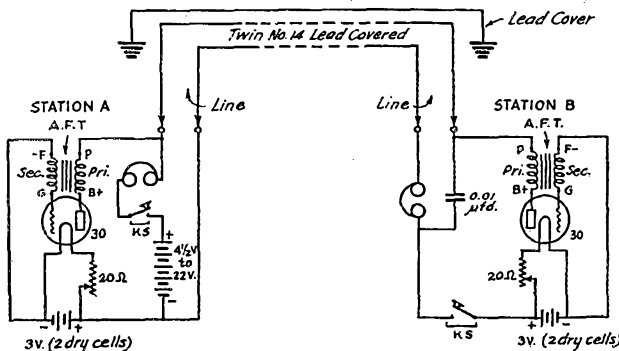 Lead Cover
Twin No.14 Lead Covered
Line
Line
STATION A
A.F.T
-F
P
Sec.
Pri.
G
B+
30
20Ω
KS
+
4½V
to
22V.
-
-
+
3V. (2 dry cells)
STATION B
A.F.T.
P
F-
Pri.
Sec.
B+
G
0.01
µfd.
30
20Ω
KS
+
-
3V. (2 dry cells)